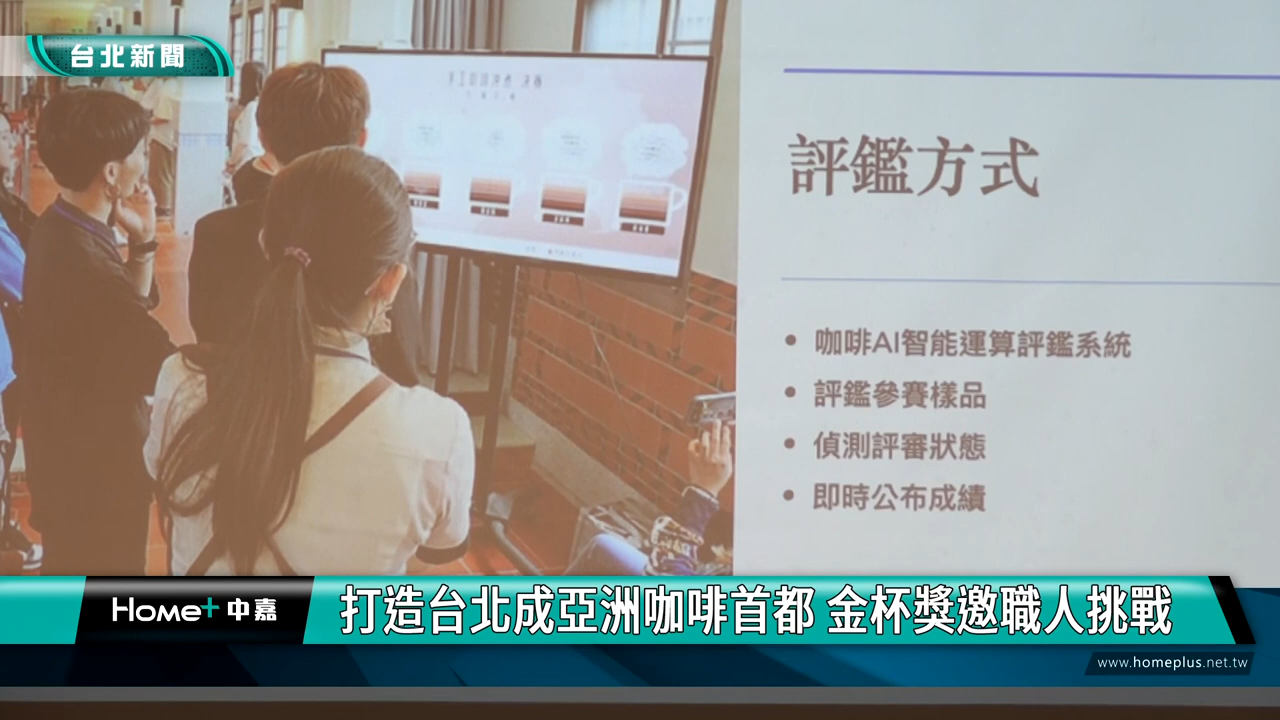 台北新聞
評鑑方式
• 咖啡AI智能運算評鑑系統
• 評鑑參賽樣品
• 偵測評審狀態
• 即時公布成績
Home+ 中嘉
打造台北成亞洲咖啡首都 金杯獎邀職人挑戰
www.homeplus.net.tw